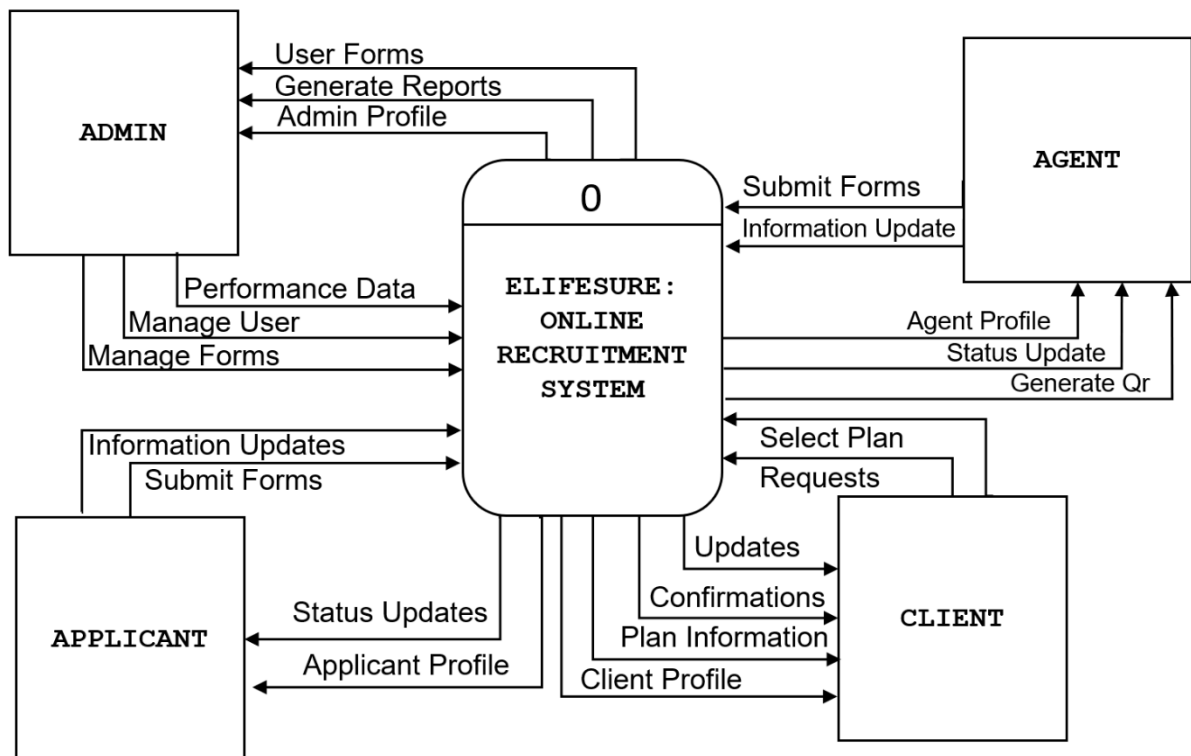 User Forms
Generate Reports
Admin Profile
ADMIN
AGENT
0
Submit Forms
Information Update
Performance Data
Manage User
Manage Forms
ELIFESURE:
ONLINE
RECRUITMENT
SYSTEM
Agent Profile
Status Update
Generate Qr
Information Updates
Submit Forms
Select Plan
Requests
Updates
Confirmations
Plan Information
Client Profile
Status Updates
Applicant Profile
APPLICANT
CLIENT